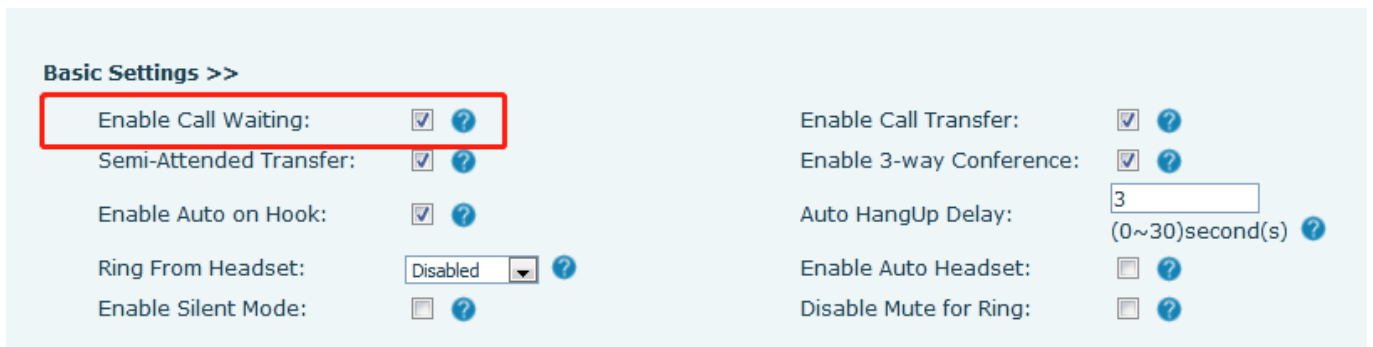 Basic Settings >>
Enable Call Waiting: ? Enable Call Transfer: ?
Semi-Attended Transfer: ? Enable 3-way Conference: ?
Enable Auto on Hook: ? Auto HangUp Delay: 3
(0~30)second(s) ?
Ring From Headset: Disabled ? Enable Auto Headset: ?
Enable Silent Mode: ? Disable Mute for Ring: ?